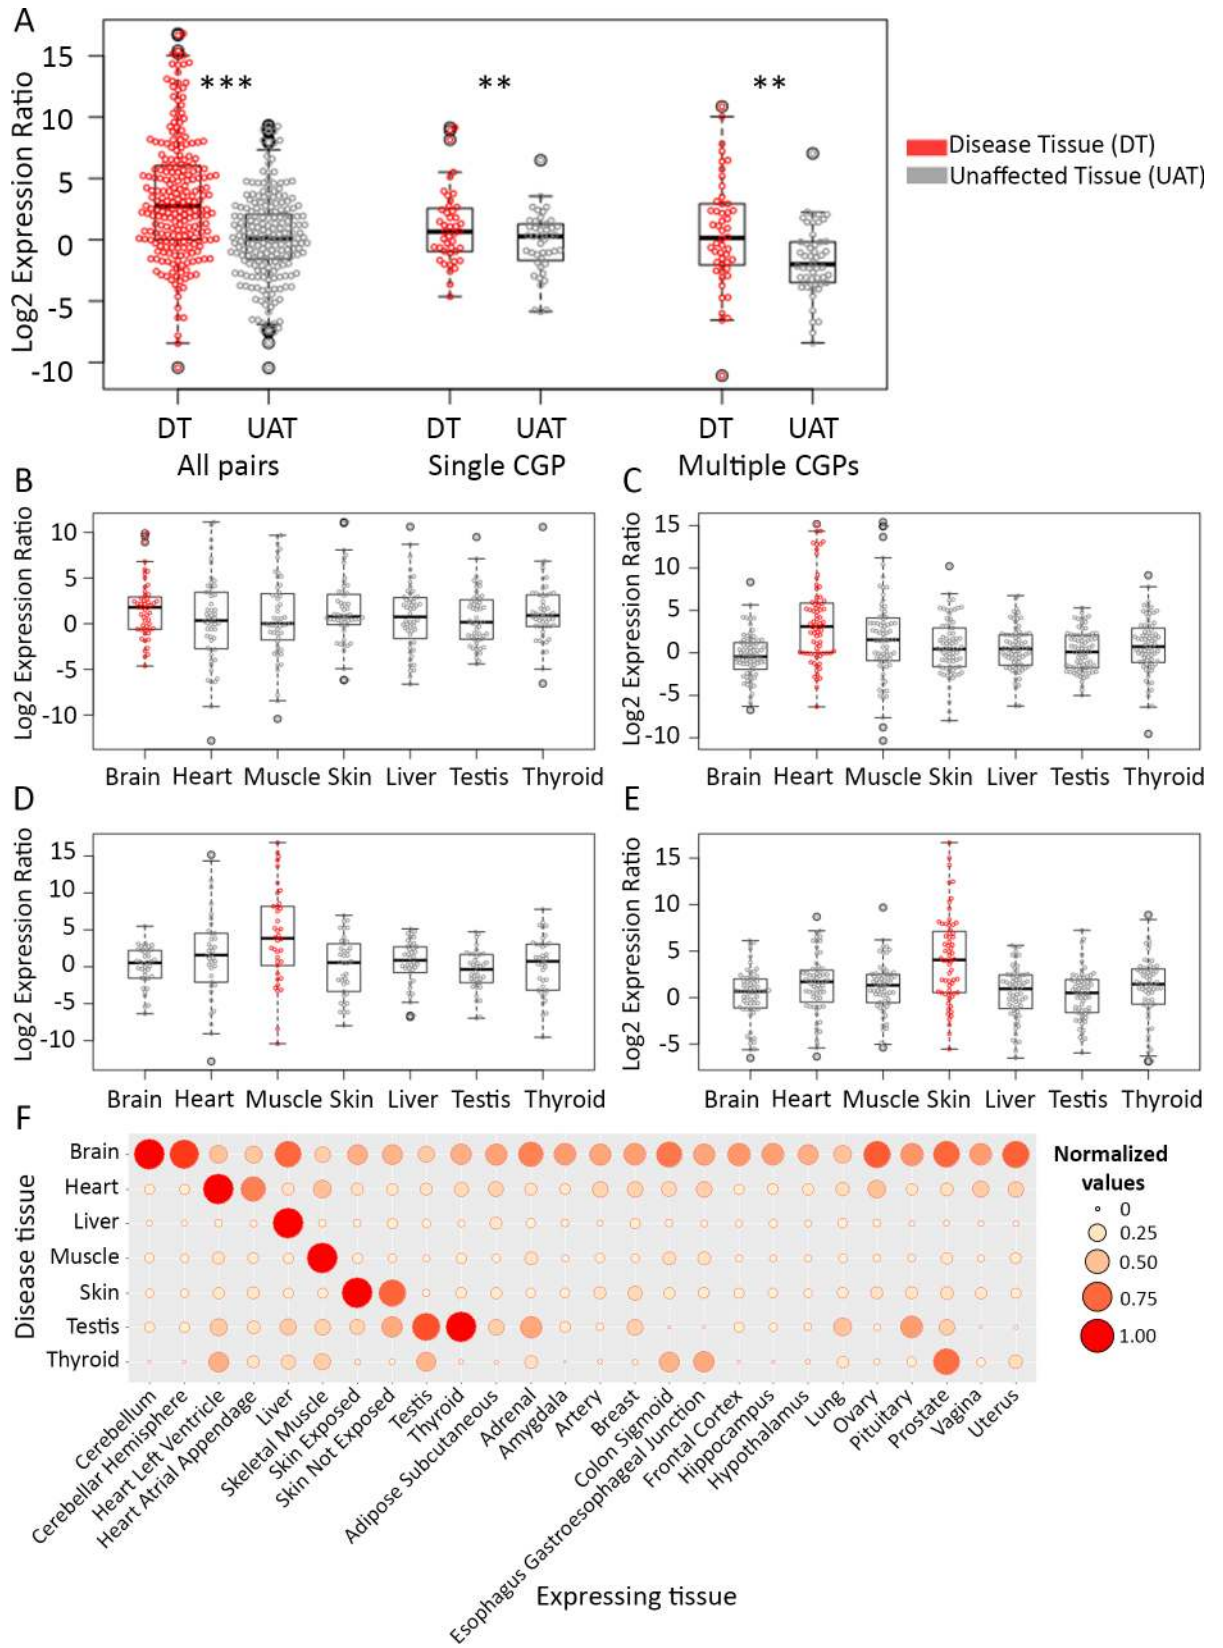 A
Log2 Expression Ratio
15
10
5
0
-5
-10
***
**
**
Disease Tissue (DT)
Unaffected Tissue (UAT)
DT UAT DT UAT DT UAT
All pairs Single CGP Multiple CGPs
B
Log2 Expression Ratio
10
5
0
-5
-10
Brain Heart Muscle Skin Liver Testis Thyroid
C
Log2 Expression Ratio
15
10
5
0
-5
-10
Brain Heart Muscle Skin Liver Testis Thyroid
D
Log2 Expression Ratio
15
10
5
0
-5
-10
Brain Heart Muscle Skin Liver Testis Thyroid
E
Log2 Expression Ratio
15
10
5
0
-5
Brain Heart Muscle Skin Liver Testis Thyroid
F
Disease tissue
Brain
Heart
Liver
Muscle
Skin
Testis
Thyroid
Normalized
values
0
0.25
0.50
0.75
1.00
Cerebellum
Cerebellar Hemisphere
Heart Left Ventricle
Heart Atrial Appendage
Liver
Skeletal Muscle
Skin Exposed
Skin Not Exposed
Testis
Thyroid
Adipose Subcutaneous
Adrenal
Amygdala
Artery
Breast
Colon Sigmoid
Esophagus Gastroesophageal Junction
Frontal Cortex
Hippocampus
Hypothalamus
Lung
Ovary
Pituitary
Prostate
Vagina
Uterus
Expressing tissue